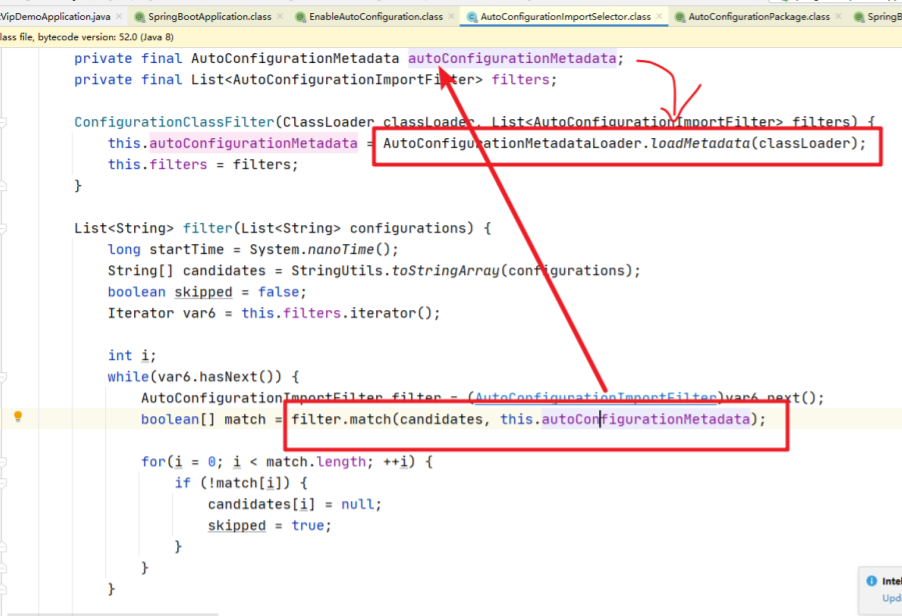 VipDemoApplication.java × SpringBootApplication.class × EnableAutoConfiguration.class × AutoConfigurationImportSelector.class × AutoConfigurationPackage.class × SpringB
lass file, bytecode version: 52.0 (Java 8)
private final AutoConfigurationMetadata autoConfigurationMetadata;
private final List<AutoConfigurationImportFilter> filters;
ConfigurationClassFilter(ClassLoader classLoader, List<AutoConfigurationImportFilter> filters) {
this.autoConfigurationMetadata = AutoConfigurationMetadataLoader.loadMetadata(classLoader);
this.filters = filters;
}
List<String> filter(List<String> configurations) {
long startTime = System.nanoTime();
String[] candidates = StringUtils.toStringArray(configurations);
boolean skipped = false;
Iterator var6 = this.filters.iterator();
int i;
while(var6.hasNext()) {
AutoConfigurationImportFilter filter = (AutoConfigurationImportFilter)var6.next();
boolean[] match = filter.match(candidates, this.autoConfigurationMetadata);
for(i = 0; i < match.length; ++i) {
if (!match[i]) {
candidates[i] = null;
skipped = true;
}
}
}
Intel
Upd